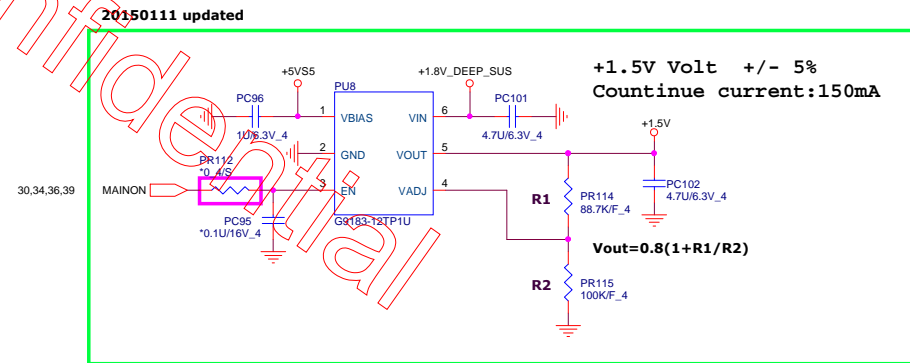 20150111 updated
+5VS5
+1.8V_DEEP_SUS
+1.5V Volt +/- 5%
Countinue current:150mA
PU8
PC96
1U/6.3V_4
1
VBIAS
VIN
6
PC101
4.7U/6.3V_4
+1.5V
2
GND
VOUT
5
PR112
*0_4/S
30,34,36,39
MAINON
3
EN
VADJ
4
G9183-12TP1U
PC95
*0.1U/16V_4
R1
PR114
88.7K/F_4
PC102
4.7U/6.3V_4
Vout=0.8(1+R1/R2)
R2
PR115
100K/F_4
nfidential